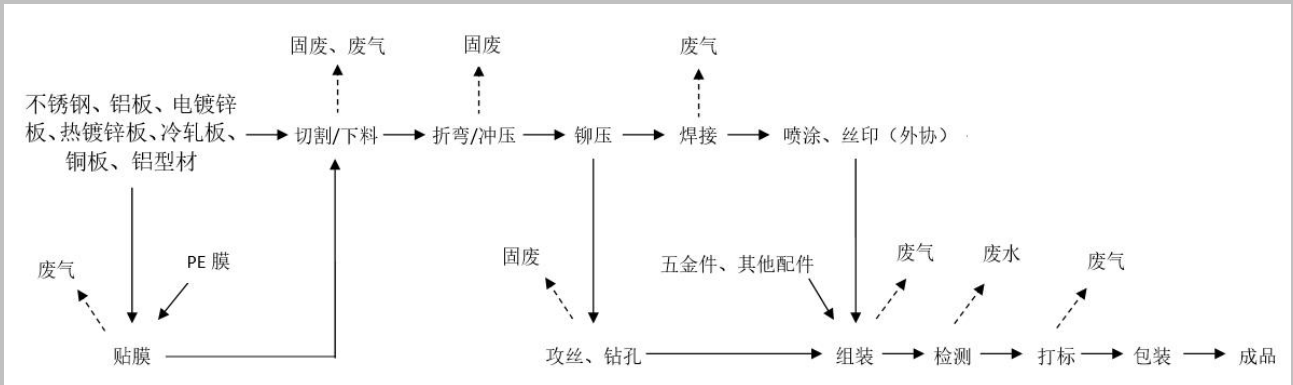 固废、废气
固废
废气
不锈钢、铝板、电镀锌
板、热镀锌板、冷轧板、
铜板、铝型材
切割/下料
折弯/冲压
铆压
焊接
喷涂、丝印（外协）
废气
PE 膜
固废
五金件、其他配件
废气
废水
废气
贴膜
攻丝、钻孔
组装
检测
打标
包装
成品